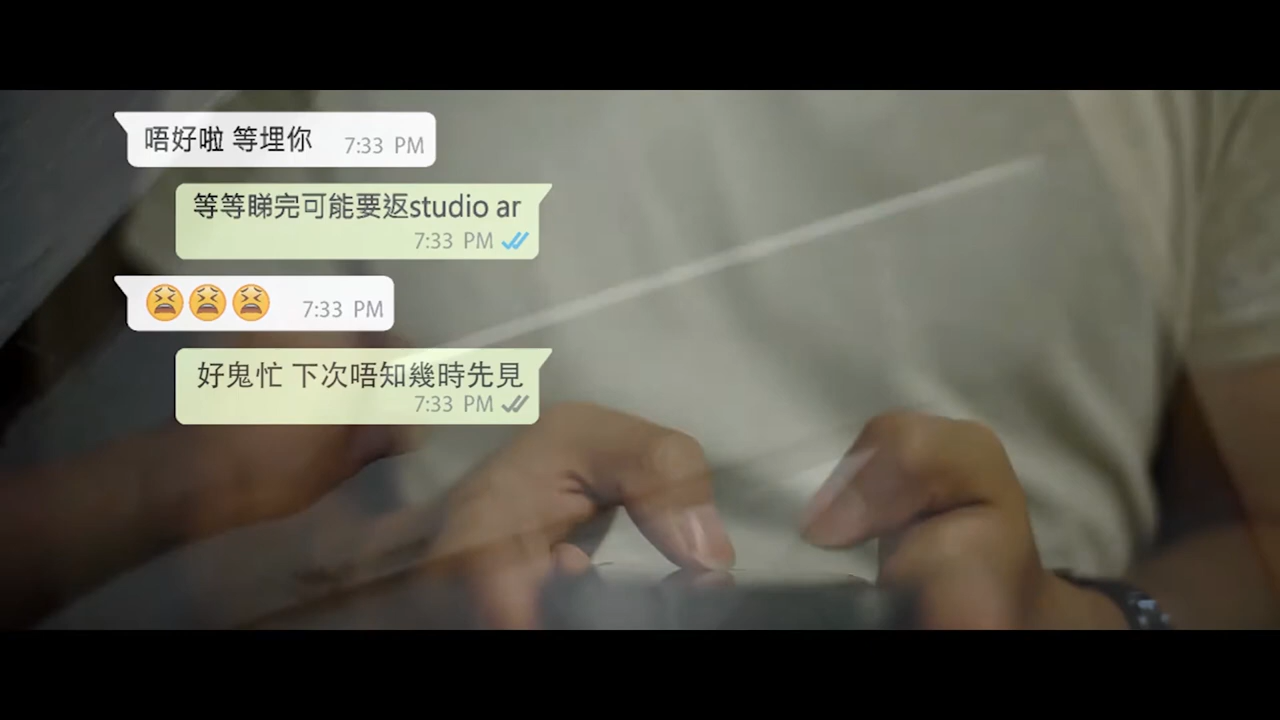 唔好啦 等埋你 7:33 PM
等等睇完可能要返studio ar
7:33 PM
😫😫😫 7:33 PM
好鬼忙 下次唔知幾時先見
7:33 PM